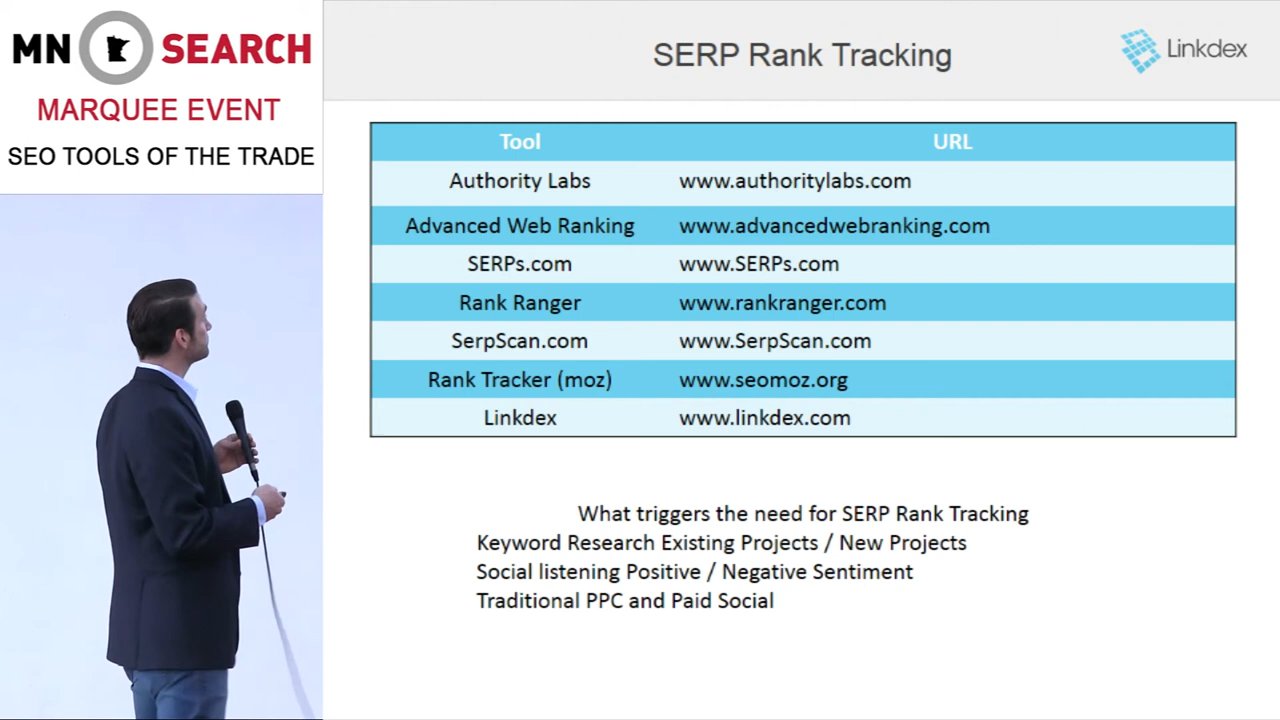 MN SEARCH
MARQUEE EVENT
SEO TOOLS OF THE TRADE
SERP Rank Tracking
Linkdex
Tool URL
Authority Labs www.authoritylabs.com
Advanced Web Ranking www.advancedwebranking.com
SERPs.com www.SERPs.com
Rank Ranger www.rankranger.com
SerpScan.com www.SerpScan.com
Rank Tracker (moz) www.seomoz.org
Linkdex www.linkdex.com
What triggers the need for SERP Rank Tracking
Keyword Research Existing Projects / New Projects
Social listening Positive / Negative Sentiment
Traditional PPC and Paid Social